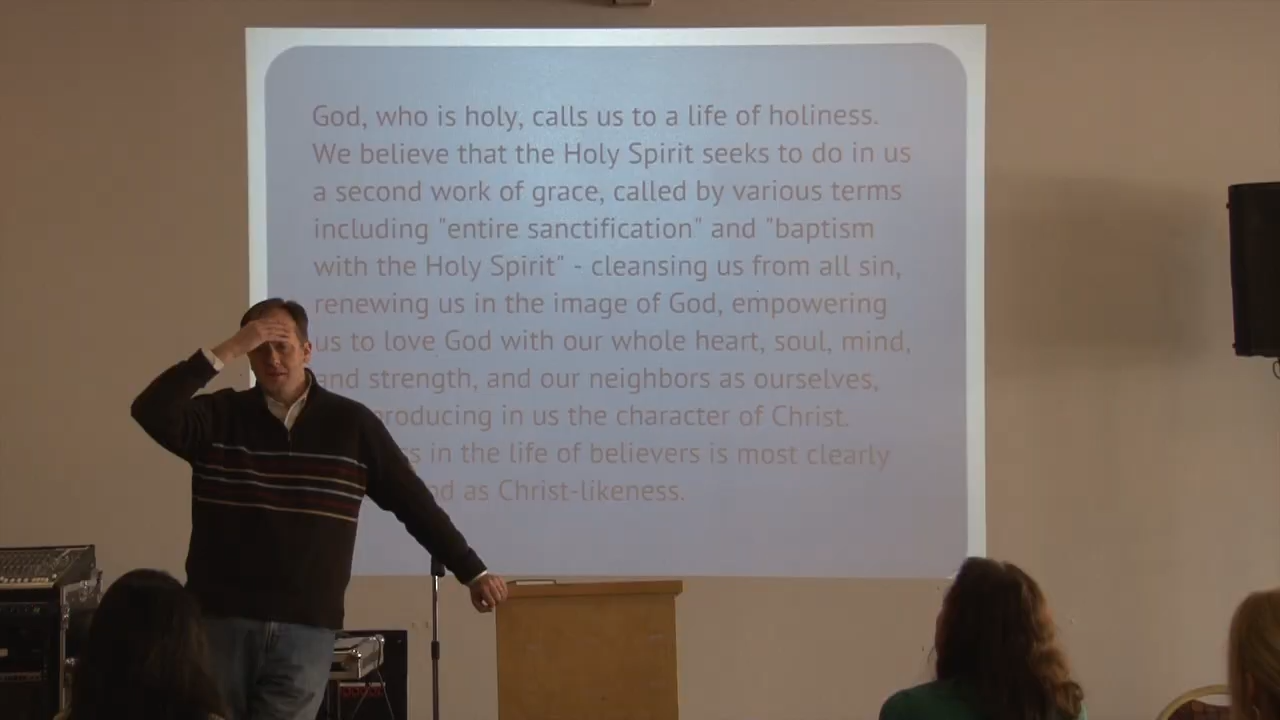 God, who is holy, calls us to a life of holiness.
We believe that the Holy Spirit seeks to do in us
a second work of grace, called by various terms
including "entire sanctification" and "baptism
with the Holy Spirit" - cleansing us from all sin,
renewing us in the image of God, empowering
us to love God with our whole heart, soul, mind,
and strength, and our neighbors as ourselves,
producing in us the character of Christ.
in the life of believers is most clearly
as Christ-likeness.